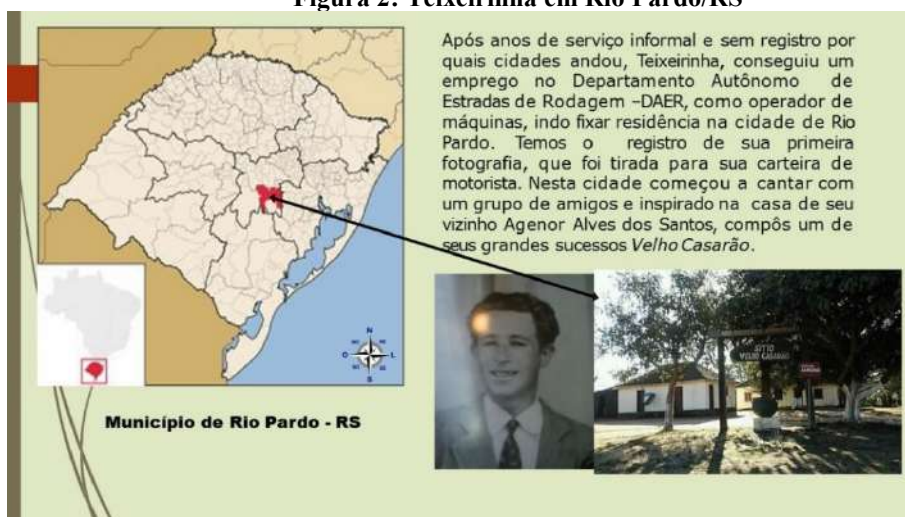 Figura 2: Teixeirinha em Rio Pardo/RS
Após anos de serviço informal e sem registro por
quais cidades andou, Teixeirinha, conseguiu um
emprego no Departamento Autônomo de
Estradas de Rodagem –DAER, como operador de
máquinas, indo fixar residência na cidade de Rio
Pardo. Temos o registro de sua primeira
fotografia, que foi tirada para sua carteira de
motorista. Nesta cidade começou a cantar com
um grupo de amigos e inspirado na casa de seu
vizinho Agenor Alves dos Santos, compôs um de
seus grandes sucessos Velho Casarão.
N
O
L
S
SITIO
VELHO CASARÃO
Município de Rio Pardo - RS